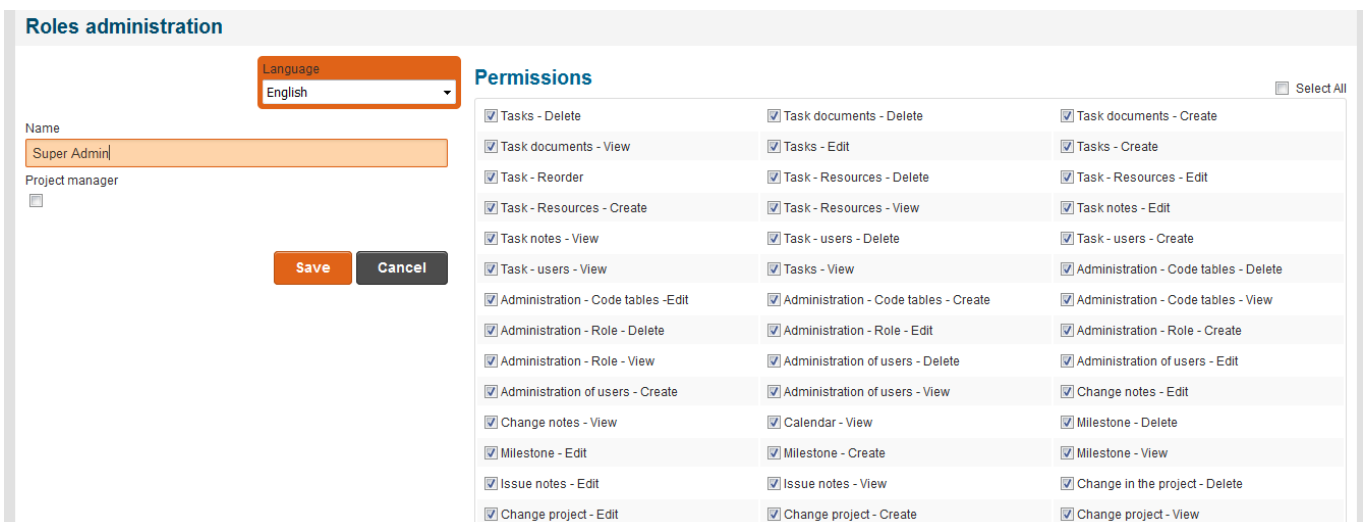 Roles administration
Language
English
Name
Super Admin
Project manager
Save Cancel
Permissions
Select All
Tasks - Delete Task documents - Delete Task documents - Create
Task documents - View Tasks - Edit Tasks - Create
Task - Reorder Task - Resources - Delete Task - Resources - Edit
Task - Resources - Create Task - Resources - View Task notes - Edit
Task notes - View Task - users - Delete Task - users - Create
Task - users - View Tasks - View Administration - Code tables - Delete
Administration - Code tables -Edit Administration - Code tables - Create Administration - Code tables - View
Administration - Role - Delete Administration - Role - Edit Administration - Role - Create
Administration - Role - View Administration of users - Delete Administration of users - Edit
Administration of users - Create Administration of users - View Change notes - Edit
Change notes - View Calendar - View Milestone - Delete
Milestone - Edit Milestone - Create Milestone - View
Issue notes - Edit Issue notes - View Change in the project - Delete
Change project - Edit Change project - Create Change project - View